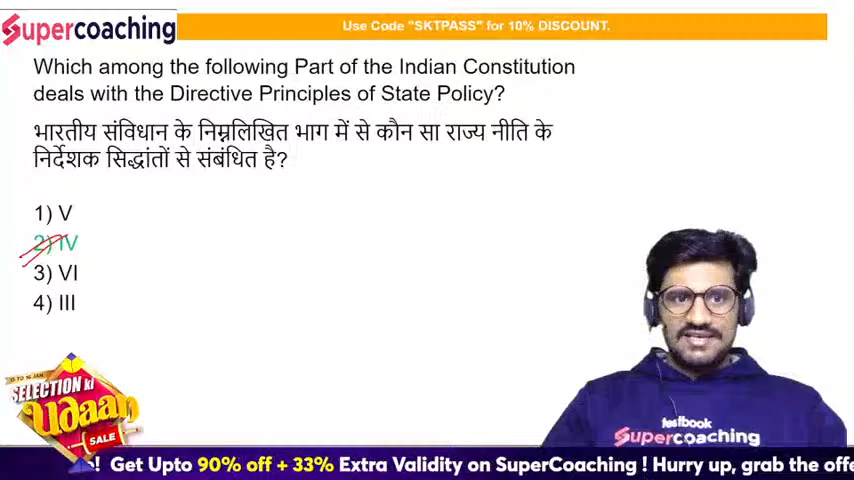 Supercoaching
Use Code "SKTPASS" for 10% DISCOUNT.
Which among the following Part of the Indian Constitution
deals with the Directive Principles of State Policy?
भारतीय संविधान के निम्नलिखित भाग में से कौन सा राज्य नीति के
निर्देशक सिद्धांतों से संबंधित है?
1) V
2) IV
3) VI
4) III
SELECTION ki
udaan
SALE
testbook
Supercoaching
! Get Upto 90% off + 33% Extra Validity on SuperCoaching ! Hurry up, grab the offe